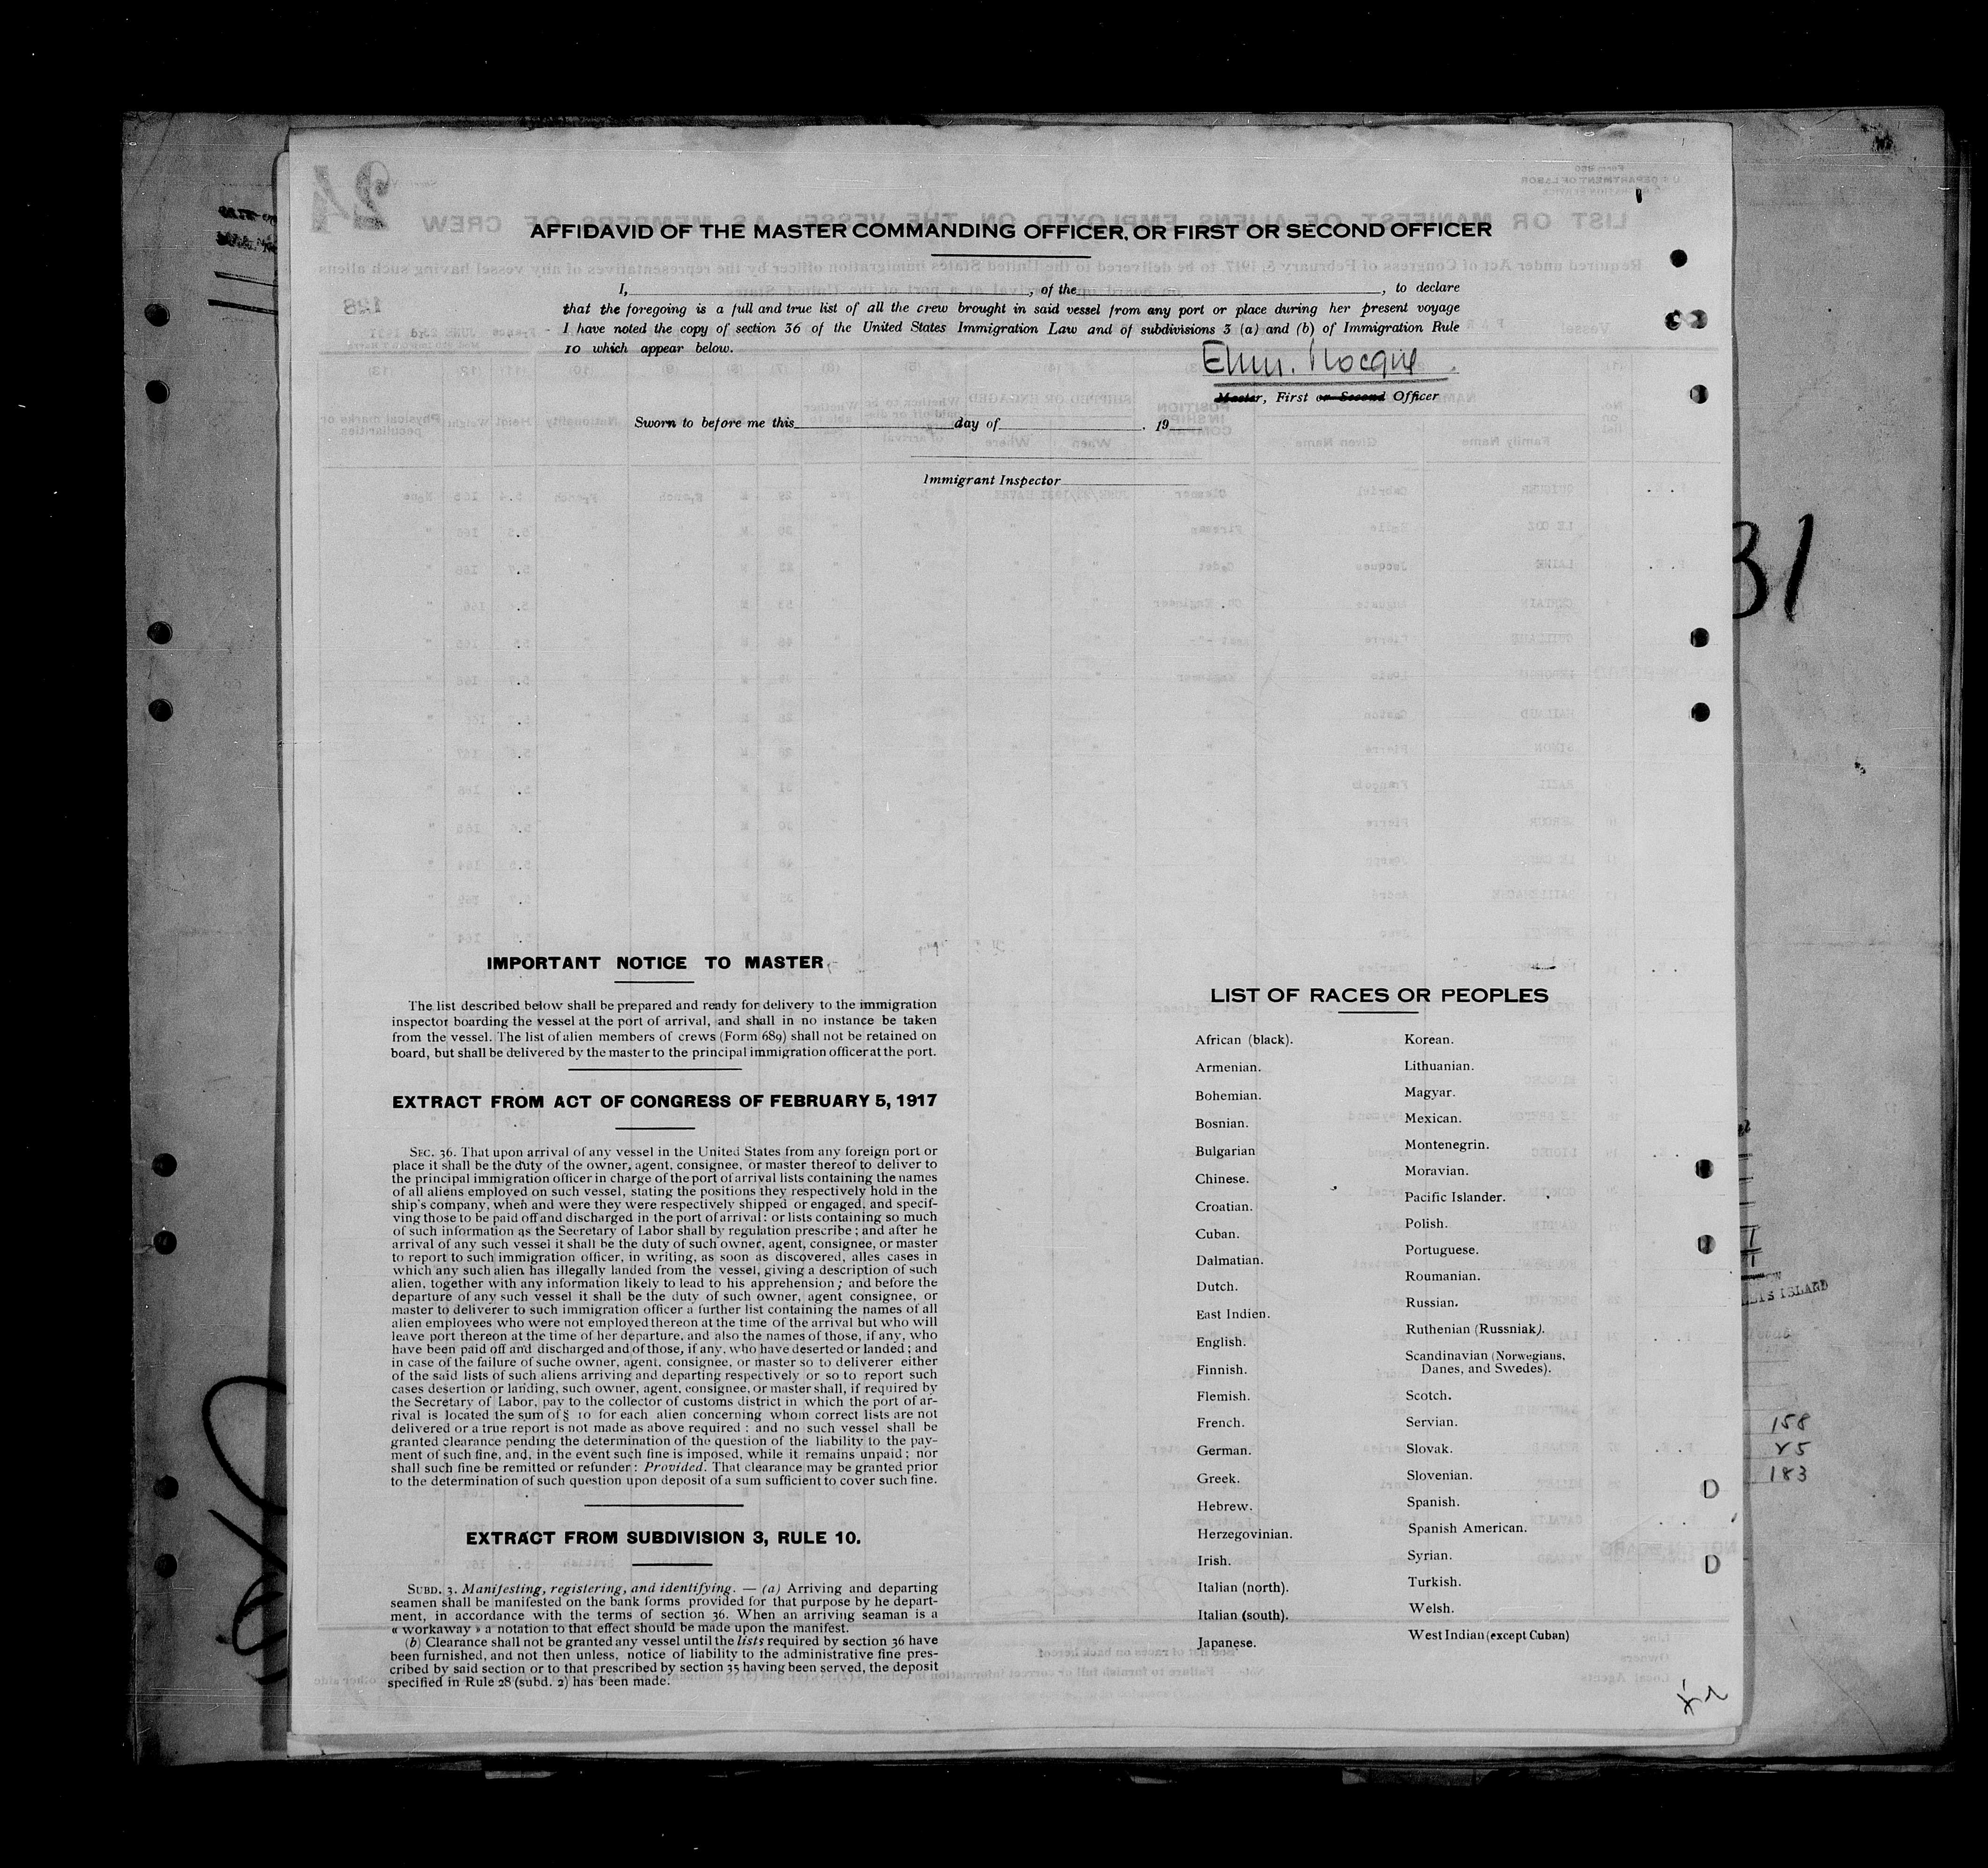 AFFIDAVID OF THE MASTER COMMANDING OFFICER, OR FIRST OR SECOND OFFICER
I, , of the , to declare
that the foregoing is a full and true list of all the crew brought in said vessel from any port or place during her present voyage
I have noted the copy of section 36 of the United States Immigration Law and of subdivisions 3 (a) and (b) of Immigration Rule
10 which appear below.
Master, First or Second Officer
Sworn to before me this day of . 19
Immigrant Inspector
31
IMPORTANT NOTICE TO MASTER
The list described below shall be prepared and ready for delivery to the immigration
inspector boarding the vessel at the port of arrival, and shall in no instance be taken
from the vessel. The list of alien members of crews (Form 689) shall not be retained on
board, but shall be delivered by the master to the principal immigration officer at the port.
EXTRACT FROM ACT OF CONGRESS OF FEBRUARY 5, 1917
SEC. 36. That upon arrival of any vessel in the United States from any foreign port or
place it shall be the duty of the owner, agent, consignee, or master thereof to deliver to
the principal immigration officer in charge of the port of arrival lists containing the names
of all aliens employed on such vessel, stating the positions they respectively hold in the
ship's company, when and were they were respectively shipped or engaged, and specif-
ving those to be paid off and discharged in the port of arrival: or lists containing so much
of such information as the Secretary of Labor shall by regulation prescribe; and after he
arrival of any such vessel it shall be the duty of such owner, agent, consignee, or master
to report to such immigration officer, in writing, as soon as discovered, alles cases in
which any such alien has illegally landed from the vessel, giving a description of such
alien, together with any information likely to lead to his apprehension; and before the
departure of any such vessel it shall be the duty of such owner, agent consignee, or
master to deliverer to such immigration officer a further list containing the names of all
alien employees who were not employed thereon at the time of the arrival but who will
leave port thereon at the time of her departure, and also the names of those, if any, who
have been paid off and discharged and of those, if any, who have deserted or landed; and
in case of the failure of suche owner, agent, consignee, or master so to deliverer either
of the said lists of such aliens arriving and departing respectively or so to report such
cases desertion or landing, such owner, agent, consignee, or master shall, if required by
the Secretary of Labor, pay to the collector of customs district in which the port of ar-
rival is located the sum of § 10 for each alien concerning whom correct lists are not
delivered or a true report is not made as above required : and no such vessel shall be
granted clearance pending the determination of the question of the liability to the pay-
ment of such fine, and, in the event such fine is imposed, while it remains unpaid; nor
shall such fine be remitted or refunder: Provided. That clearance may be granted prior
to the determination of such question upon deposit of a sum sufficient to cover such fine.
EXTRACT FROM SUBDIVISION 3, RULE 10.
SUBD. 3. Manifesting, registering, and identifying. — (a) Arriving and departing
seamen shall be manifested on the bank forms provided for that purpose by he depart-
ment, in accordance with the terms of section 36. When an arriving seaman is a
« workaway » a notation to that effect should be made upon the manifest.
(b) Clearance shall not be granted any vessel until the lists required by section 36 have
been furnished, and not then unless, notice of liability to the administrative fine pres-
cribed by said section or to that prescribed by section 35 having been served, the deposit
specified in Rule 28 (subd. 2) has been made.
LIST OF RACES OR PEOPLES
African (black).
Armenian.
Bohemian.
Bosnian.
Bulgarian
Chinese.
Croatian.
Cuban.
Dalmatian.
Dutch.
East Indien.
English.
Finnish.
Flemish.
French.
German.
Greek.
Hebrew.
Herzegovinian.
Irish.
Italian (north).
Italian (south).
Japanese.
Korean.
Lithuanian.
Magyar.
Mexican.
Montenegrin.
Moravian.
Pacific Islander.
Polish.
Portuguese.
Roumanian.
Russian.
Ruthenian (Russniak).
Scandinavian (Norwegians,
Danes, and Swedes).
Scotch.
Servian.
Slovak.
Slovenian.
Spanish.
Spanish American.
Syrian.
Turkish.
Welsh.
West Indian (except Cuban)
ISLAND
158
183